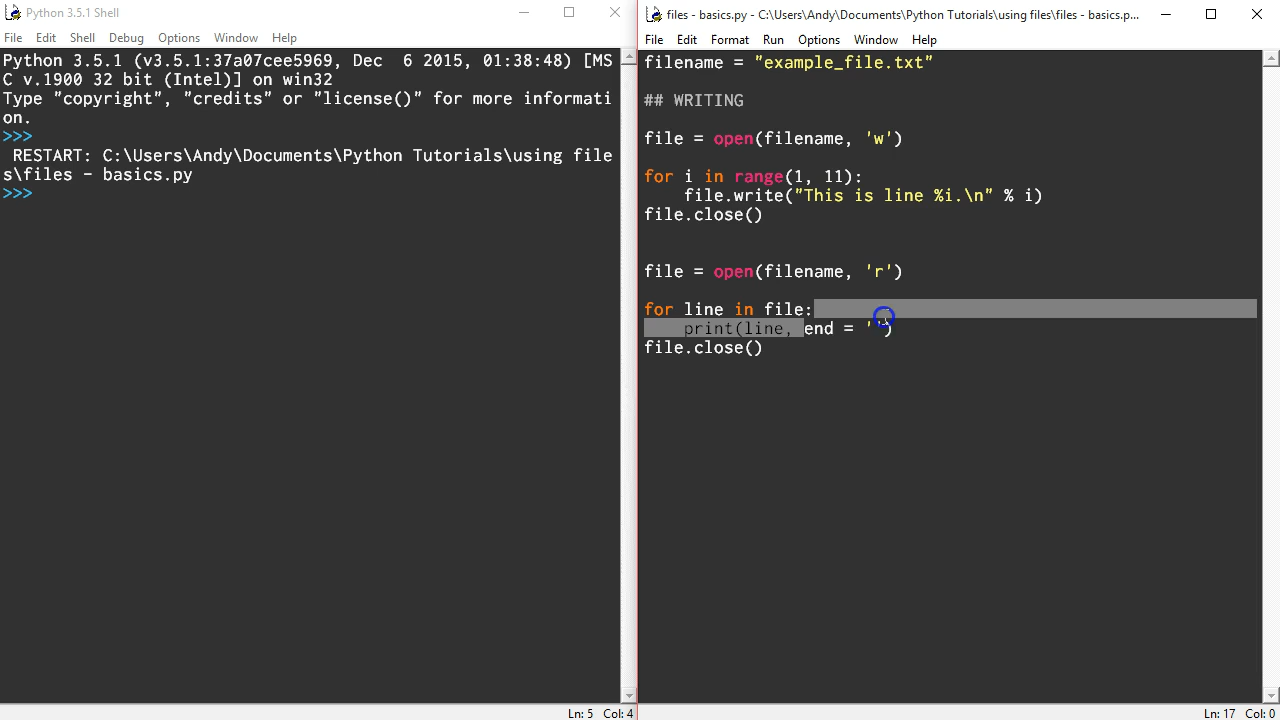 Python 3.5.1 Shell
File Edit Shell Debug Options Window Help
Python 3.5.1 (v3.5.1:37a07cee5969, Dec  6 2015, 01:38:48) [MS
C v.1900 32 bit (Intel)] on win32
Type "copyright", "credits" or "license()" for more informati
on.
>>>
 RESTART: C:\Users\Andy\Documents\Python Tutorials\using file
s\files - basics.py
>>>
Ln: 5 Col: 4
files - basics.py - C:\Users\Andy\Documents\Python Tutorials\using files\files - basics.p...
File Edit Format Run Options Window Help
filename = "example_file.txt"
## WRITING
file = open(filename, 'w')
for i in range(1, 11):
    file.write("This is line %i.\n" % i)
file.close()
file = open(filename, 'r')
for line in file:
    print(line, end = '')
file.close()
Ln: 17 Col: 0